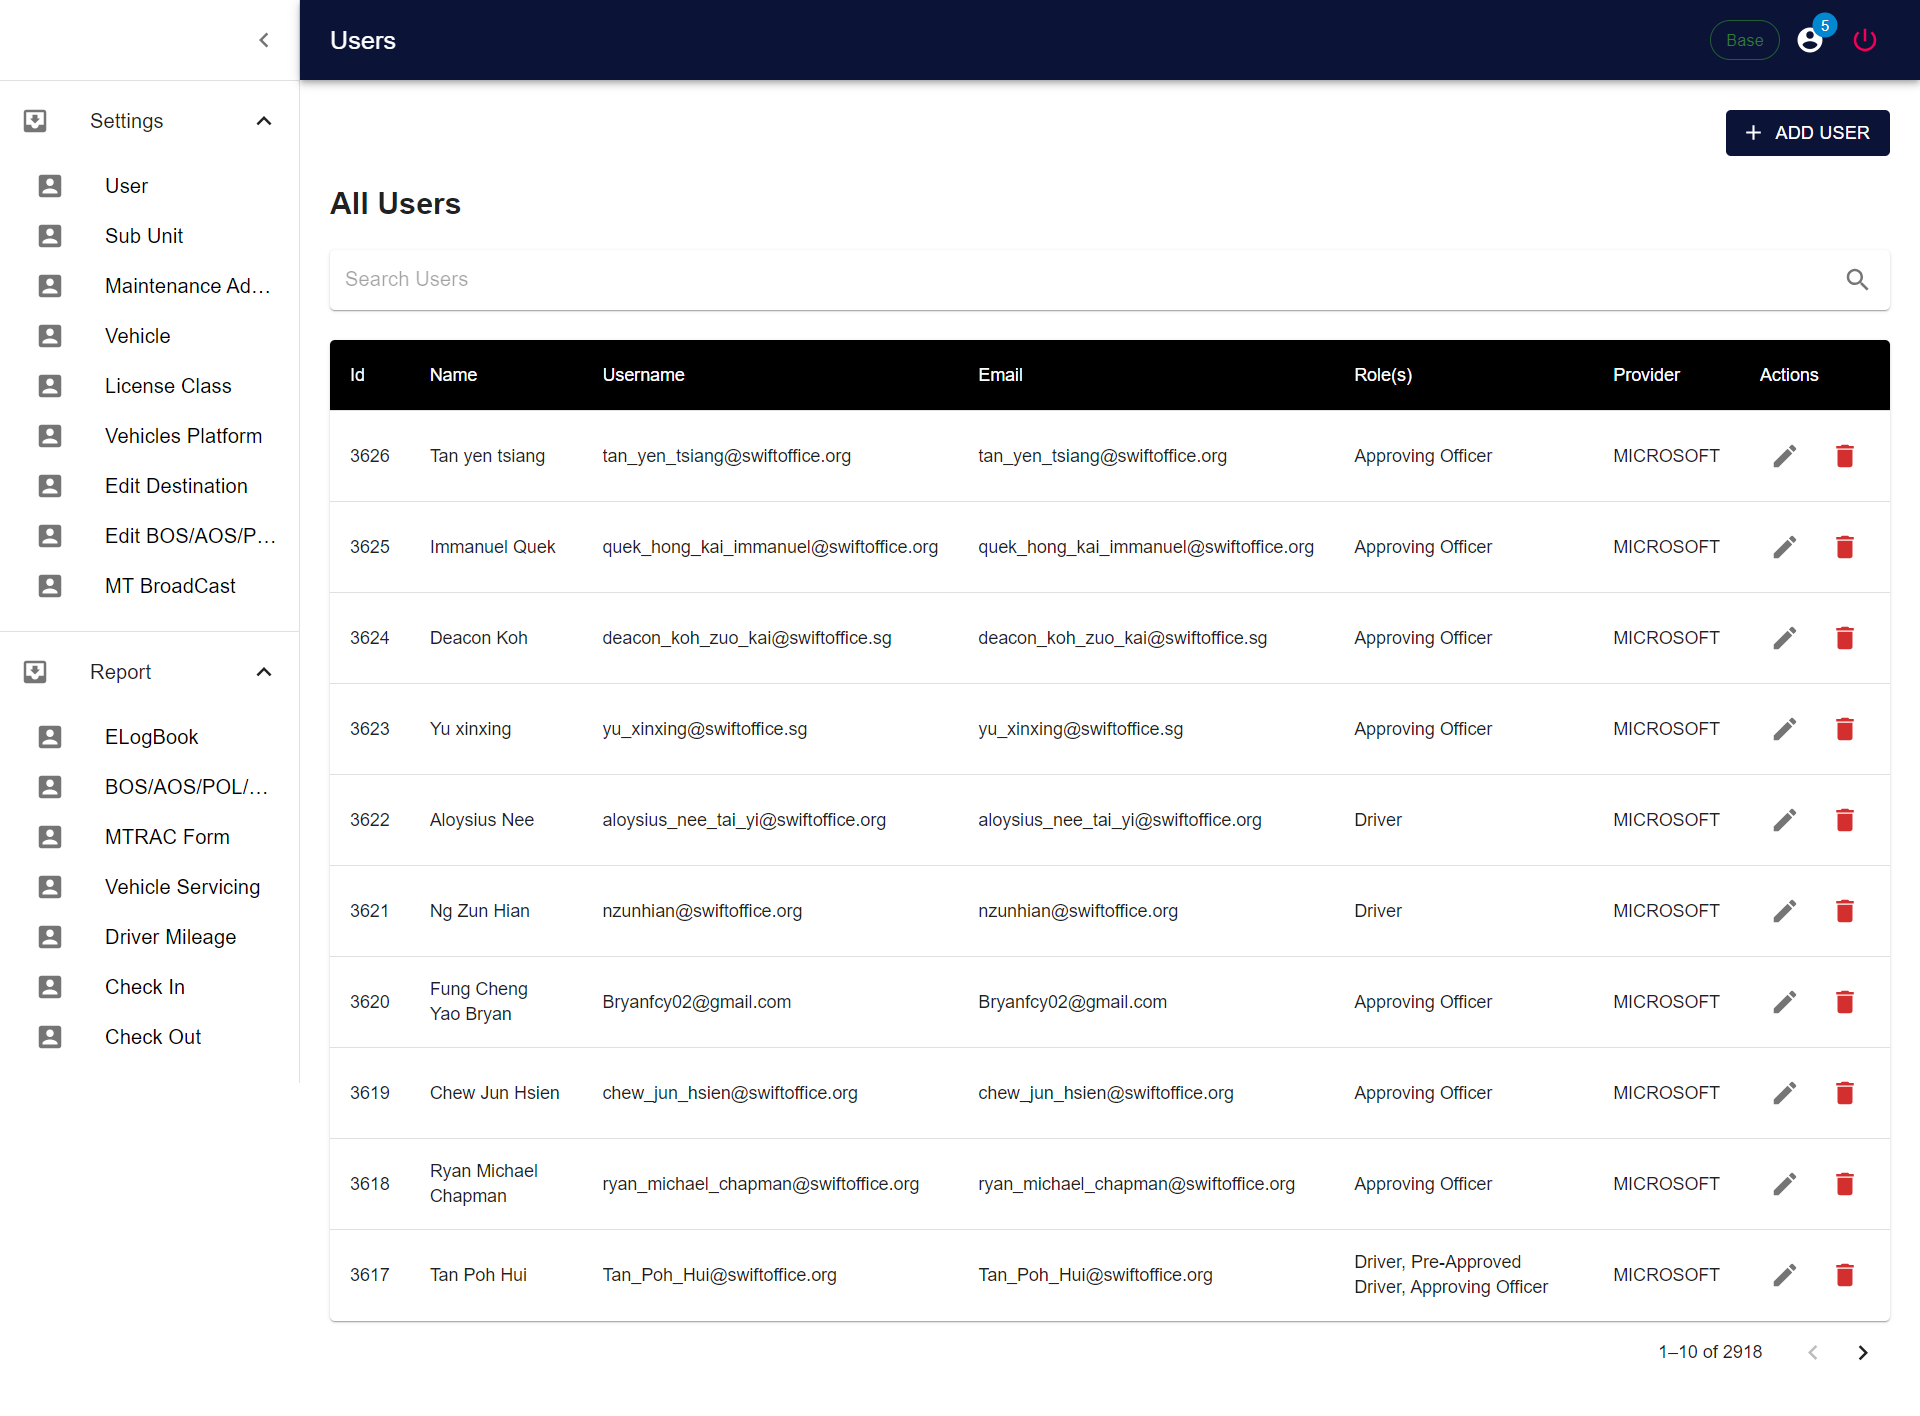 Users
Base
5
Settings
User
Sub Unit
Maintenance Ad...
Vehicle
License Class
Vehicles Platform
Edit Destination
Edit BOS/AOS/P...
MT BroadCast
Report
ELogBook
BOS/AOS/POL/...
MTRAC Form
Vehicle Servicing
Driver Mileage
Check In
Check Out
ADD USER
All Users
Search Users
Id Name Username Email Role(s) Provider Actions
3626 Tan yen tsiang tan_yen_tsiang@swiftoffice.org tan_yen_tsiang@swiftoffice.org Approving Officer MICROSOFT
3625 Immanuel Quek quek_hong_kai_immanuel@swiftoffice.org quek_hong_kai_immanuel@swiftoffice.org Approving Officer MICROSOFT
3624 Deacon Koh deacon_koh_zuo_kai@swiftoffice.sg deacon_koh_zuo_kai@swiftoffice.sg Approving Officer MICROSOFT
3623 Yu xinxing yu_xinxing@swiftoffice.sg yu_xinxing@swiftoffice.sg Approving Officer MICROSOFT
3622 Aloysius Nee aloysius_nee_tai_yi@swiftoffice.org aloysius_nee_tai_yi@swiftoffice.org Driver MICROSOFT
3621 Ng Zun Hian nzunhian@swiftoffice.org nzunhian@swiftoffice.org Driver MICROSOFT
3620 Fung Cheng
Yao Bryan Bryanfcy02@gmail.com Bryanfcy02@gmail.com Approving Officer MICROSOFT
3619 Chew Jun Hsien chew_jun_hsien@swiftoffice.org chew_jun_hsien@swiftoffice.org Approving Officer MICROSOFT
3618 Ryan Michael
Chapman ryan_michael_chapman@swiftoffice.org ryan_michael_chapman@swiftoffice.org Approving Officer MICROSOFT
3617 Tan Poh Hui Tan_Poh_Hui@swiftoffice.org Tan_Poh_Hui@swiftoffice.org Driver, Pre-Approved
Driver, Approving Officer MICROSOFT
1–10 of 2918